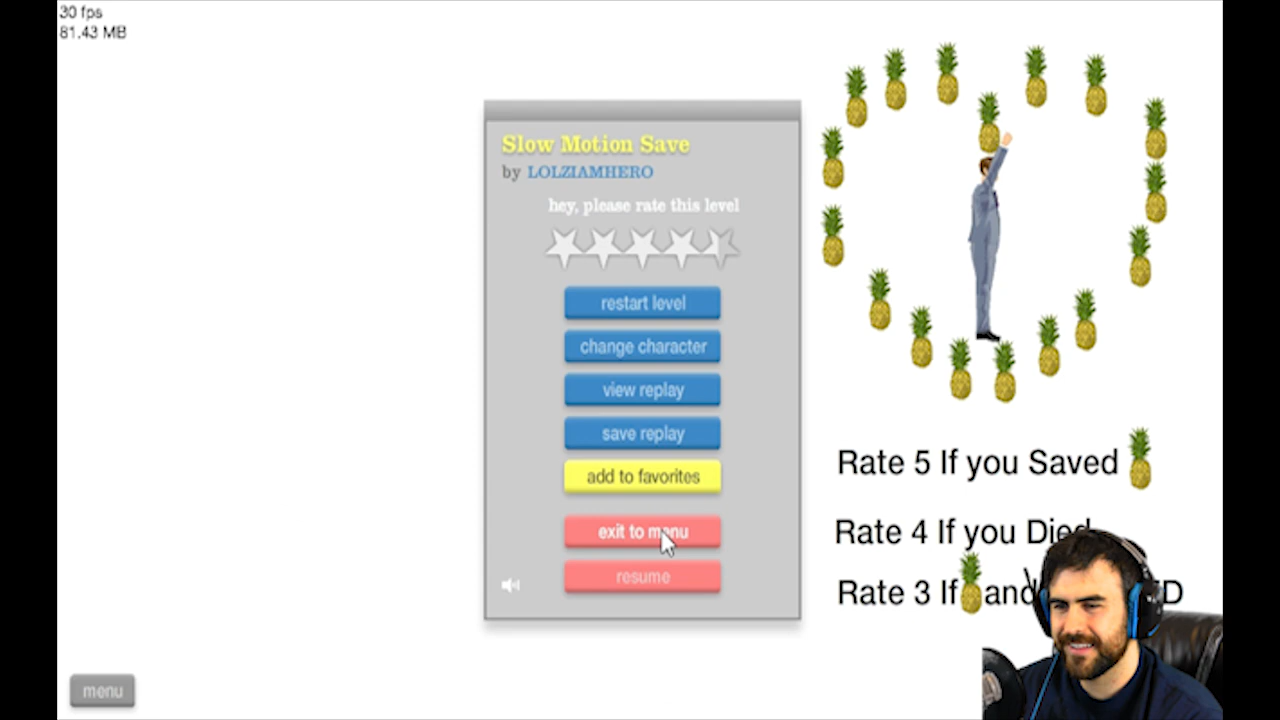 30 fps
81.43 MB
Slow Motion Save
by LOLZIAMHERO
hey, please rate this level
restart level
change character
view replay
save replay
add to favorites
exit to menu
resume
menu
Rate 5 If you Saved
Rate 4 If you Died
Rate 3 If and